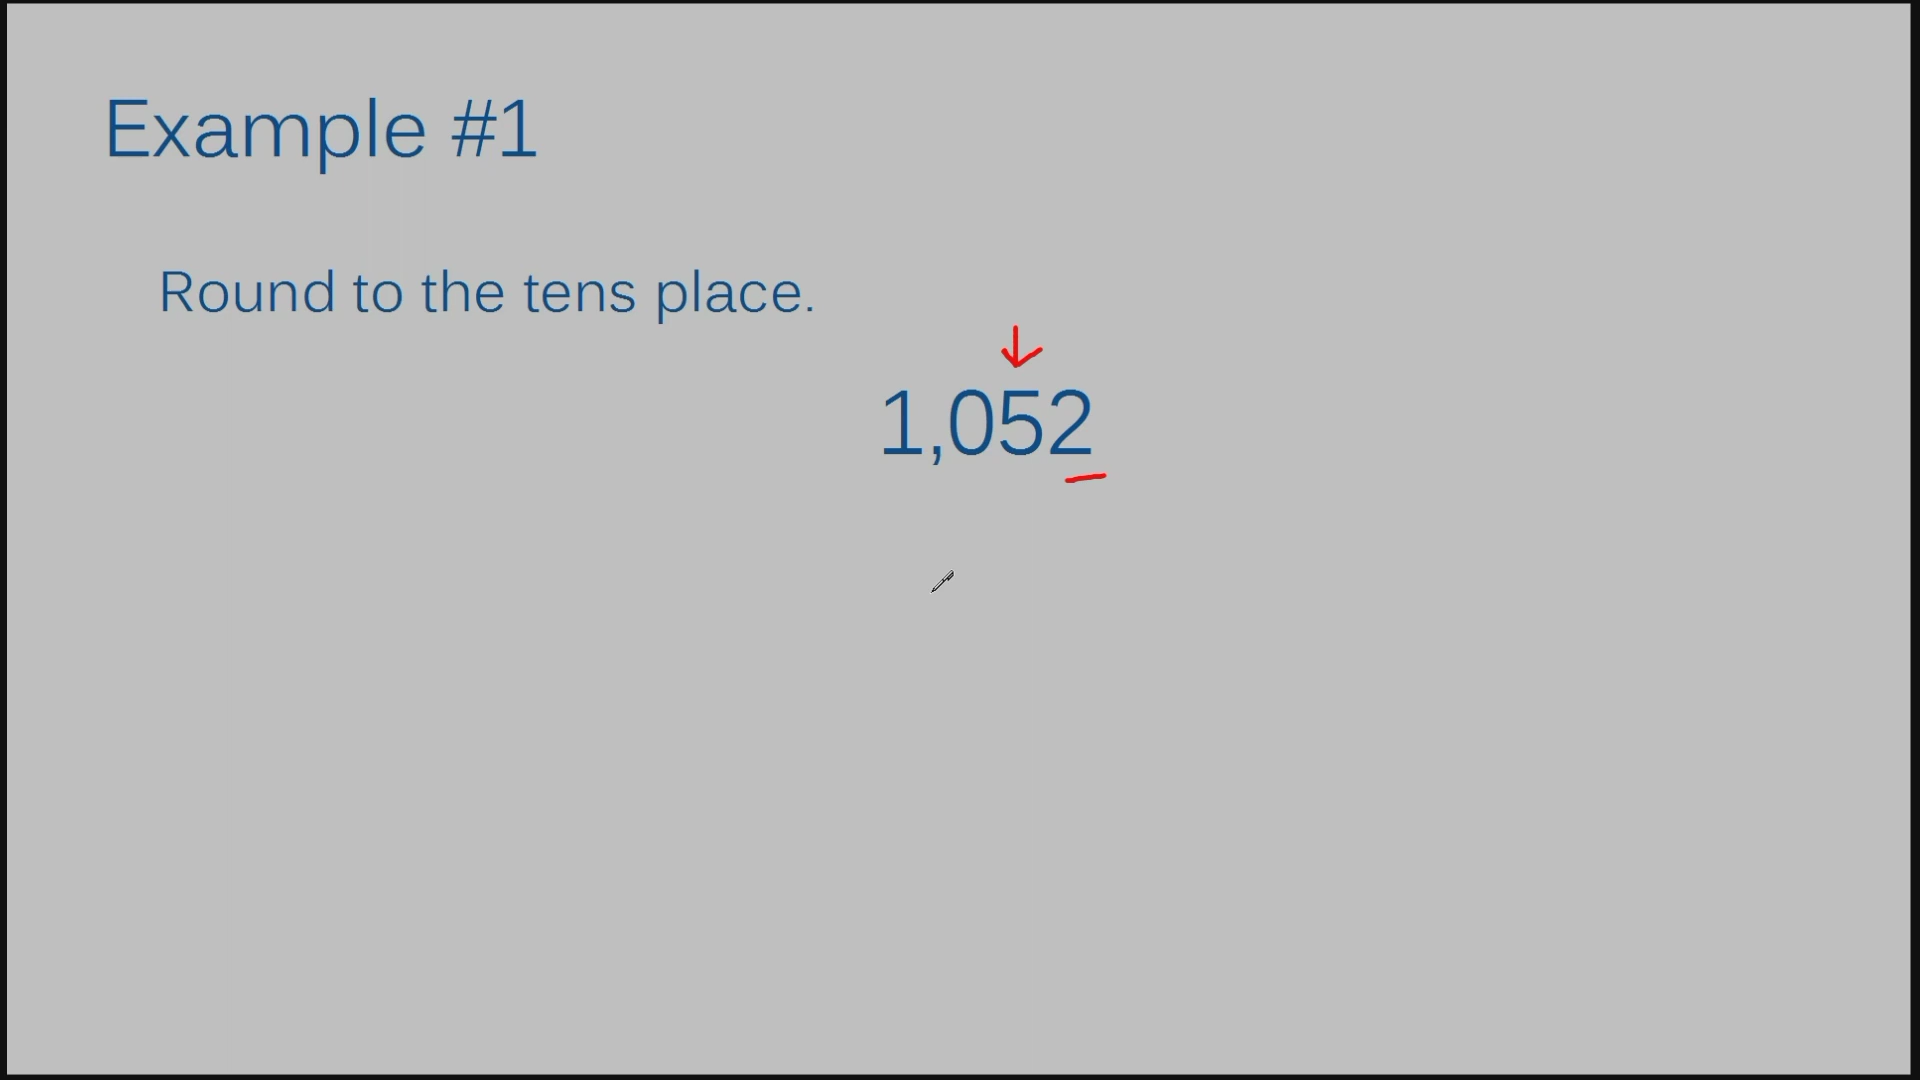 Example #1
Round to the tens place.
1,052